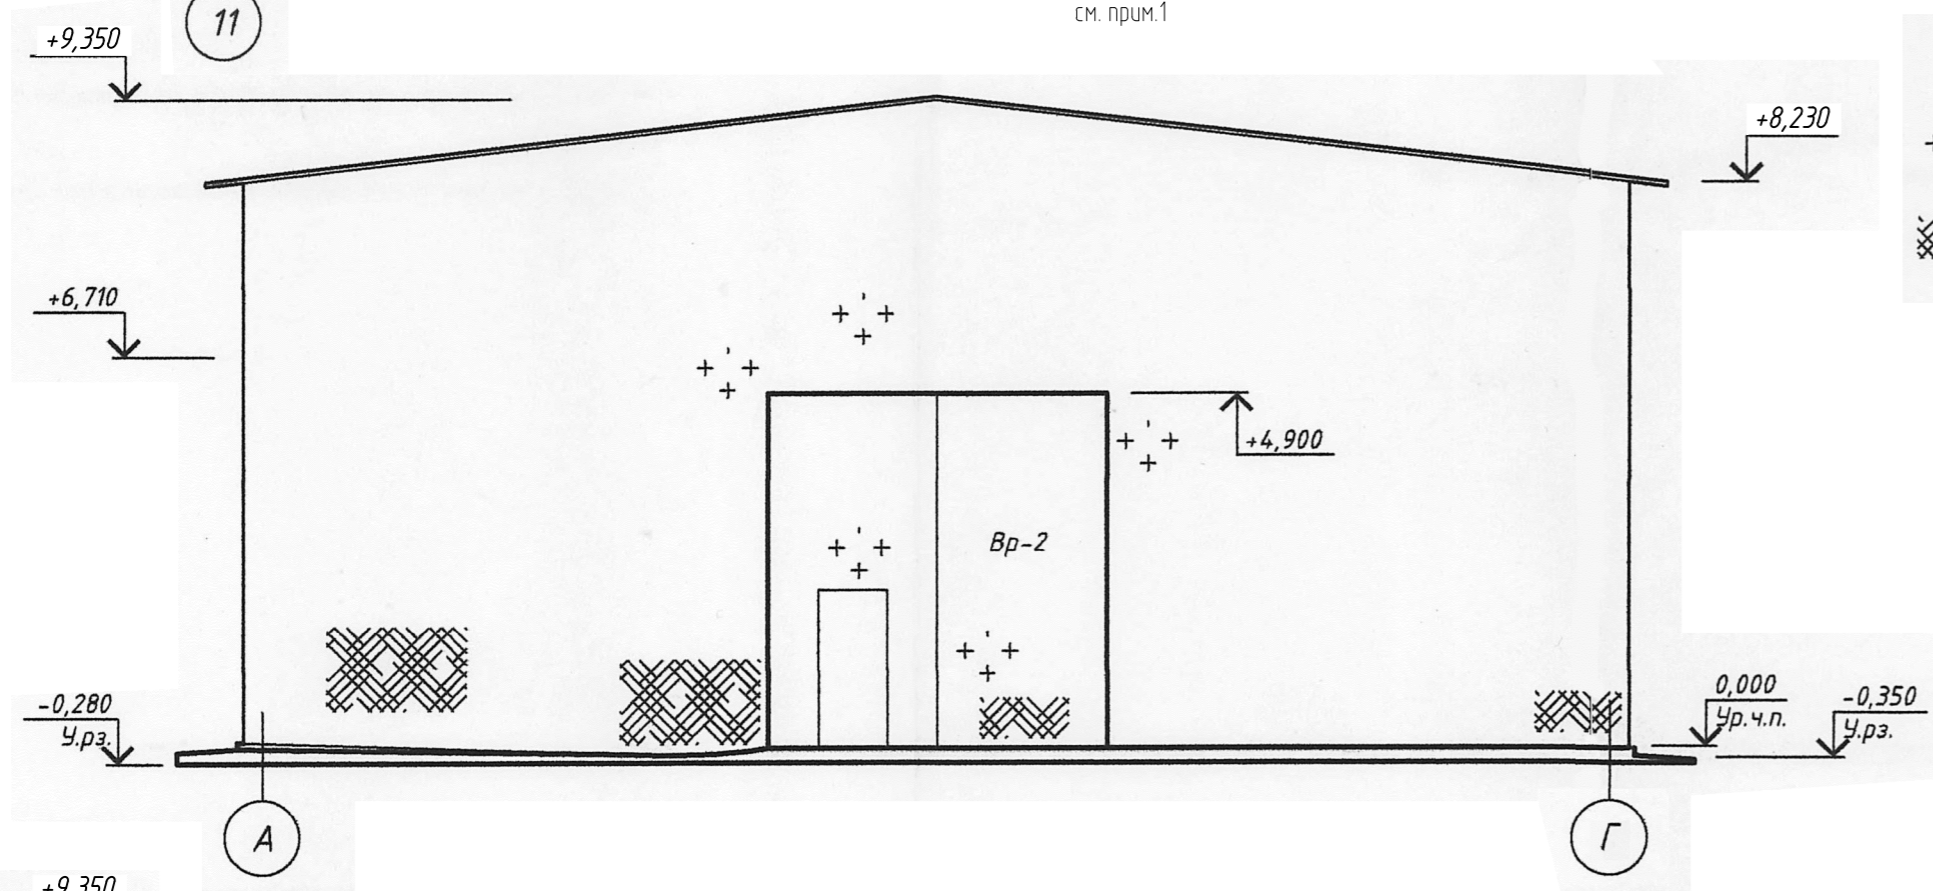 см. прим.1
11
+9,350
+8,230
+6,710
+4,900
Вр-2
-0,280
У.рз.
0,000
Ур.ч.п.
-0,350
У.рз.
А
Г
+9,350